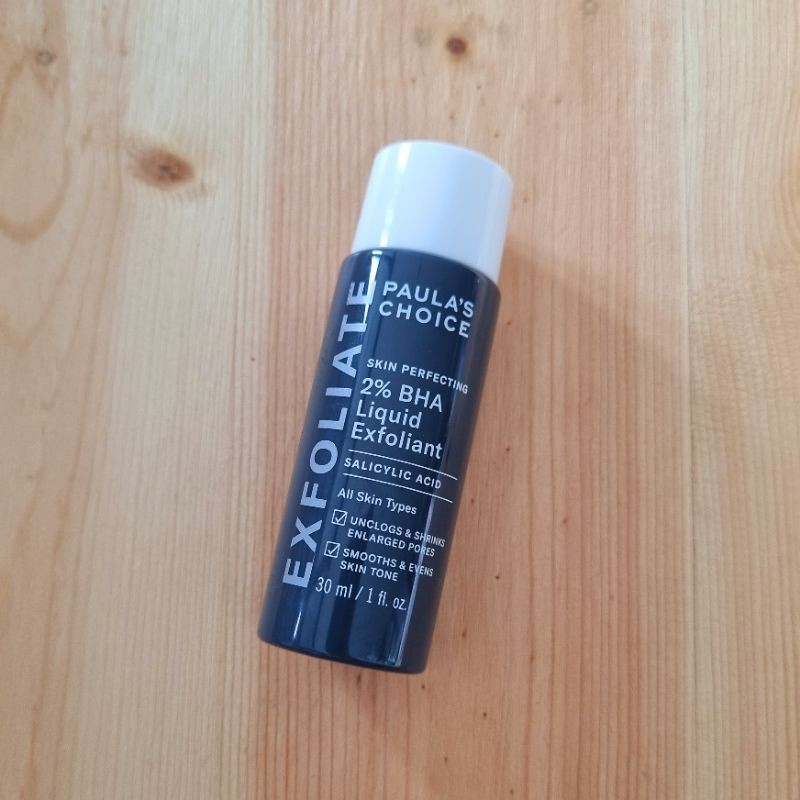 EXFOLIATE
PAULA'S
CHOICE
SKIN PERFECTING
2% BHA
Liquid
Exfoliant
SALICYLIC ACID
All Skin Types
UNCLOGS & SHRINKS
ENLARGED PORES
SMOOTHS & EVENS
SKIN TONE
30 ml / 1 fl. oz.